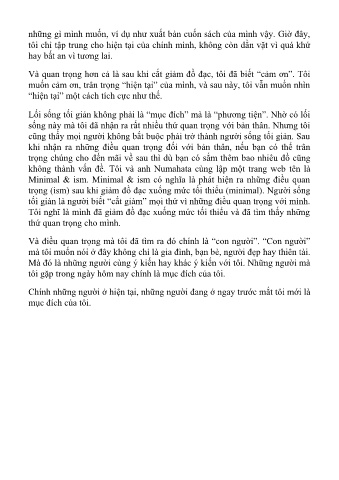 những gì mình muốn, ví dụ như xuất bản cuốn sách của mình vậy. Giờ đây,
tôi chỉ tập trung cho hiện tại của chính mình, không còn dằn vặt vì quá khứ
hay bất an vì tương lai.
Và quan trọng hơn cả là sau khi cắt giảm đồ đạc, tôi đã biết “cảm ơn”. Tôi
muốn cảm ơn, trân trọng “hiện tại” của mình, và sau này, tôi vẫn muốn nhìn
“hiện tại” một cách tích cực như thế.
Lối sống tối giản không phải là “mục đích” mà là “phương tiện”. Nhờ có lối
sống này mà tôi đã nhận ra rất nhiều thứ quan trọng với bản thân. Nhưng tôi
cũng thấy mọi người không bắt buộc phải trở thành người sống tối giản. Sau
khi nhận ra những điều quan trọng đối với bản thân, nếu bạn có thể trân
trọng chúng cho đến mãi về sau thì dù bạn có sắm thêm bao nhiêu đồ cũng
không thành vấn đề. Tôi và anh Numahata cùng lập một trang web tên là
Minimal & ism. Minimal & ism có nghĩa là phát hiện ra những điều quan
trọng (ism) sau khi giảm đồ đạc xuống mức tối thiểu (minimal). Người sống
tối giản là người biết “cắt giảm” mọi thứ vì những điều quan trọng với mình.
Tôi nghĩ là mình đã giảm đồ đạc xuống mức tối thiểu và đã tìm thấy những
thứ quan trọng cho mình.
Và điều quan trọng mà tôi đã tìm ra đó chính là “con người”. “Con người”
mà tôi muốn nói ở đây không chỉ là gia đình, bạn bè, người đẹp hay thiên tài.
Mà đó là những người cùng ý kiến hay khác ý kiến với tôi. Những người mà
tôi gặp trong ngày hôm nay chính là mục đích của tôi.
Chính những người ở hiện tại, những người đang ở ngay trước mắt tôi mới là
mục đích của tôi.